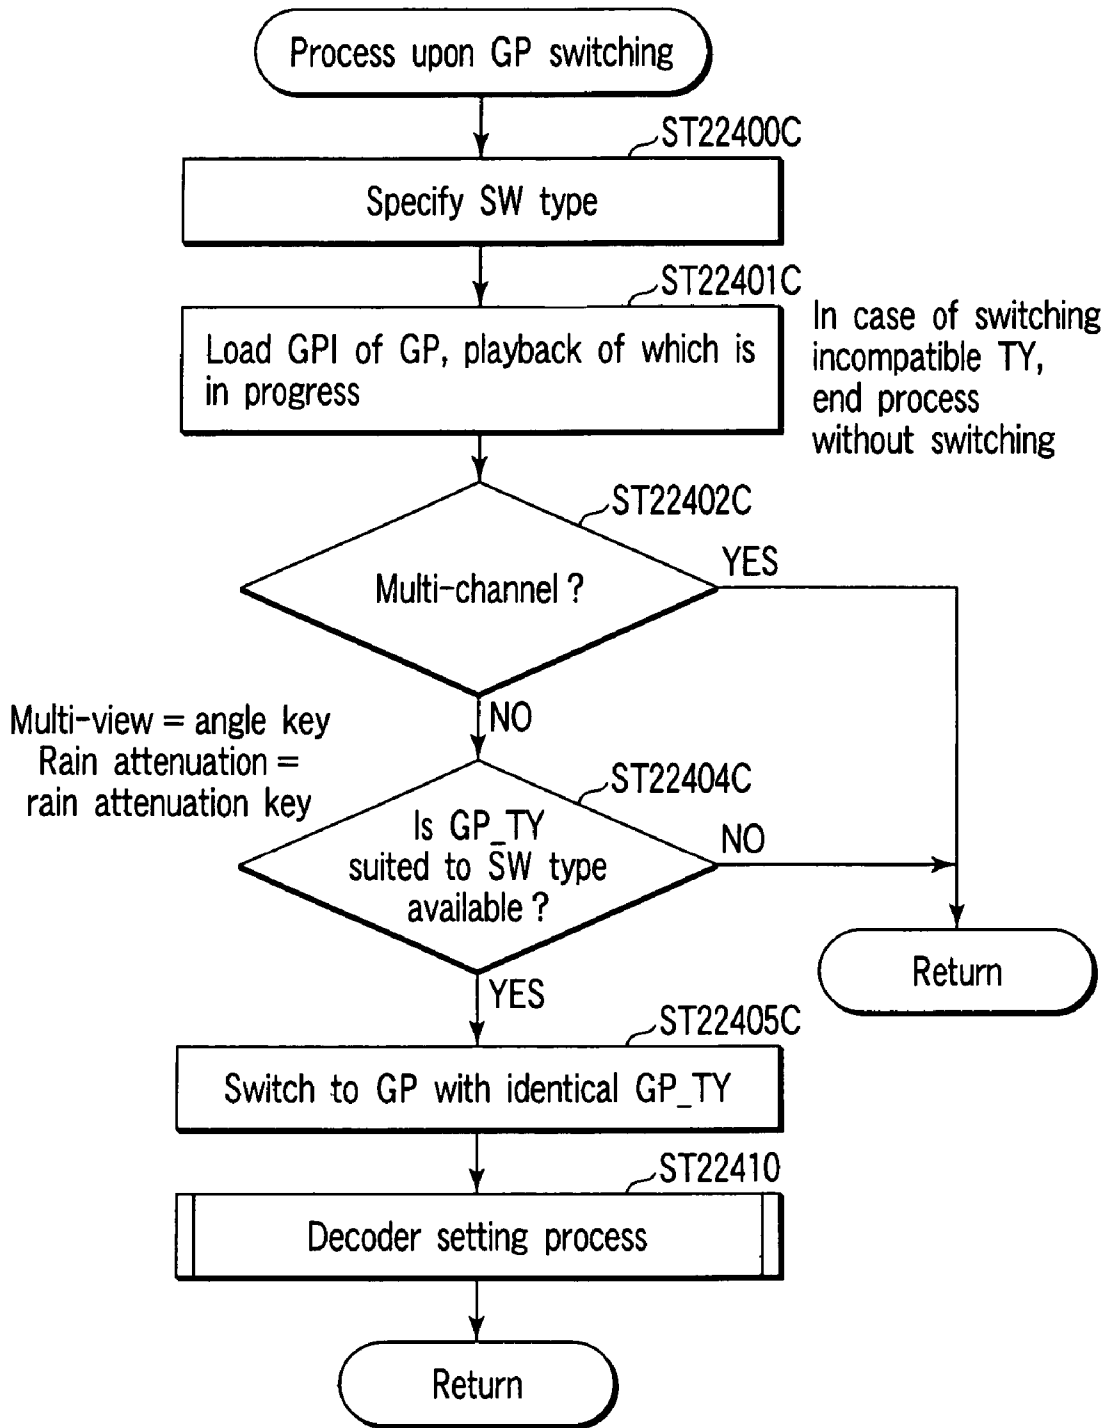 Process upon GP switching
ST22400C
Specify SW type
ST22401C
Load GPI of GP, playback of which is
in progress
In case of switching
incompatible TY,
end process
without switching
ST22402C
Multi-channel ?
YES
NO
Multi-view = angle key
Rain attenuation =
rain attenuation key
ST22404C
Is GP_TY
suited to SW type
available ?
NO
Return
YES
ST22405C
Switch to GP with identical GP_TY
ST22410
Decoder setting process
Return